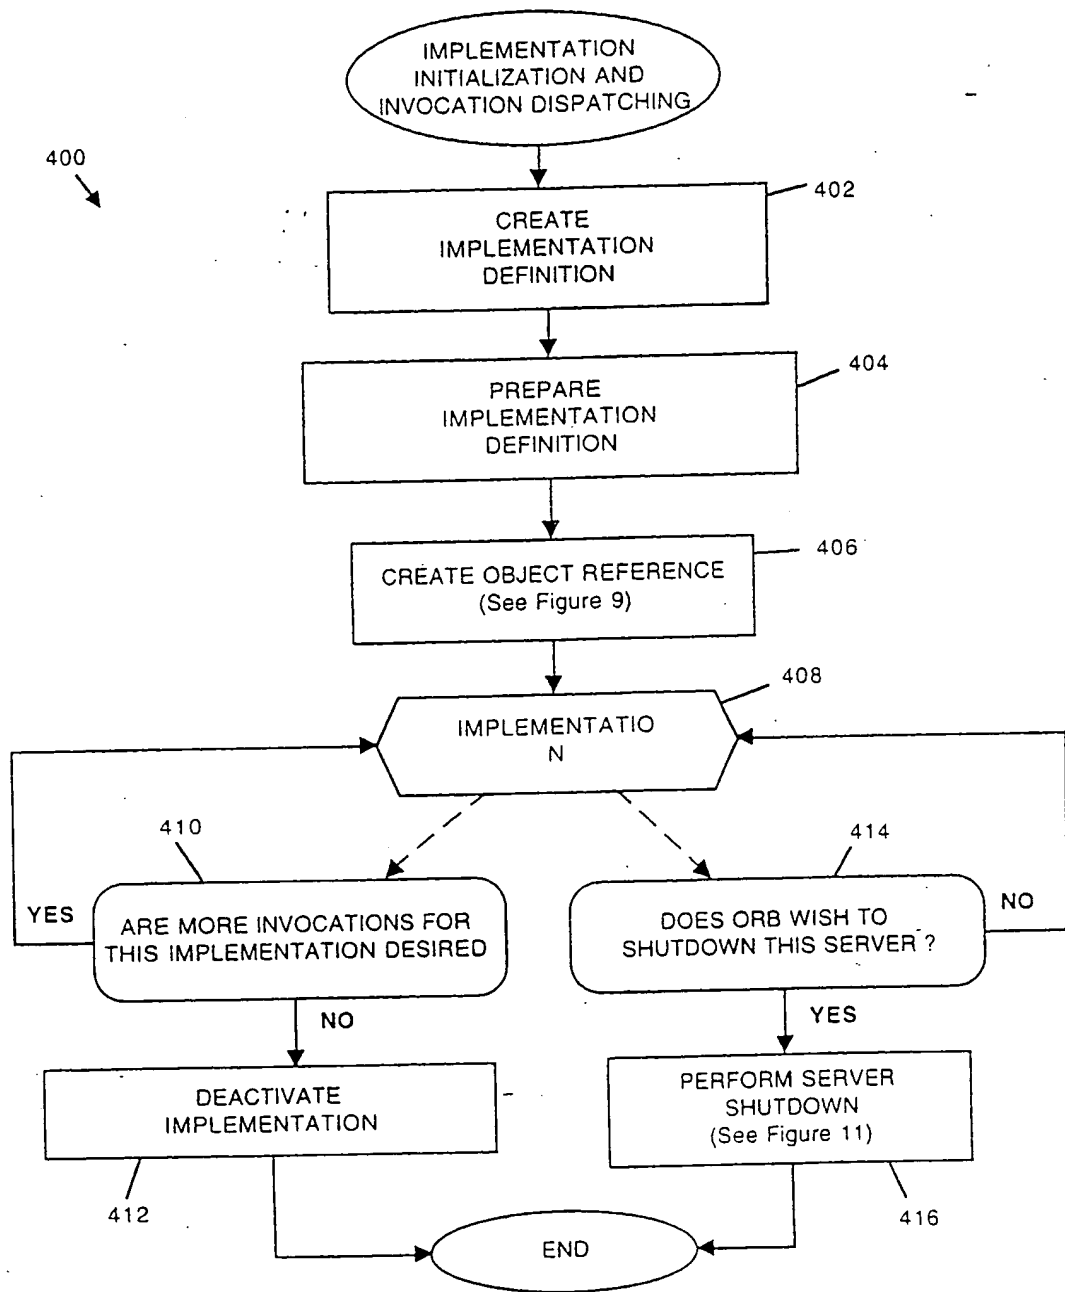 IMPLEMENTATION
INITIALIZATION AND
INVOCATION DISPATCHING
400
402
CREATE
IMPLEMENTATION
DEFINITION
404
PREPARE
IMPLEMENTATION
DEFINITION
406
CREATE OBJECT REFERENCE
(See Figure 9)
408
IMPLEMENTATIO
N
410
414
YES
ARE MORE INVOCATIONS FOR
THIS IMPLEMENTATION DESIRED
DOES ORB WISH TO
SHUTDOWN THIS SERVER ?
NO
NO
YES
DEACTIVATE
IMPLEMENTATION
PERFORM SERVER
SHUTDOWN
(See Figure 11)
412
416
END